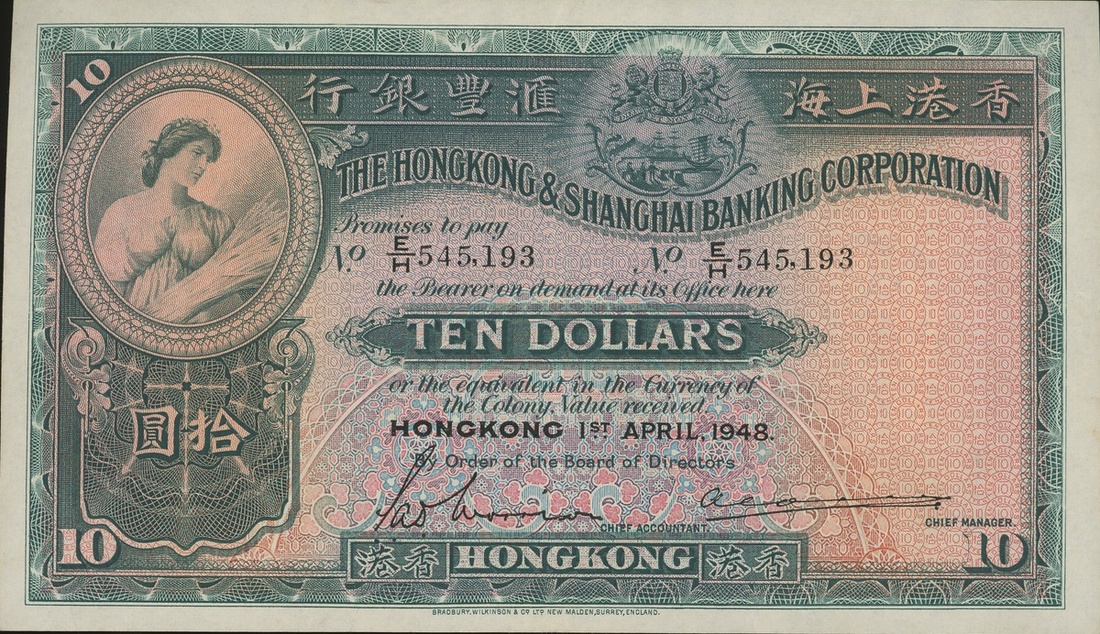 10
行銀豐滙 海上港香
THE HONGKONG & SHANGHAI BANKING CORPORATION
Promises to pay
No. E/H 545,193 No. E/H 545,193
the Bearer on demand at its Office here
TEN DOLLARS
or the equivalent in the Currency of
the Colony, Value received
HONGKONG 1ST APRIL, 1948.
By Order of the Board of Directors
圓拾
CHIEF ACCOUNTANT.
CHIEF MANAGER.
10 港香 HONGKONG 港香 10
BRADBURY, WILKINSON & CO LTD NEW MALDEN, SURREY, ENGLAND.